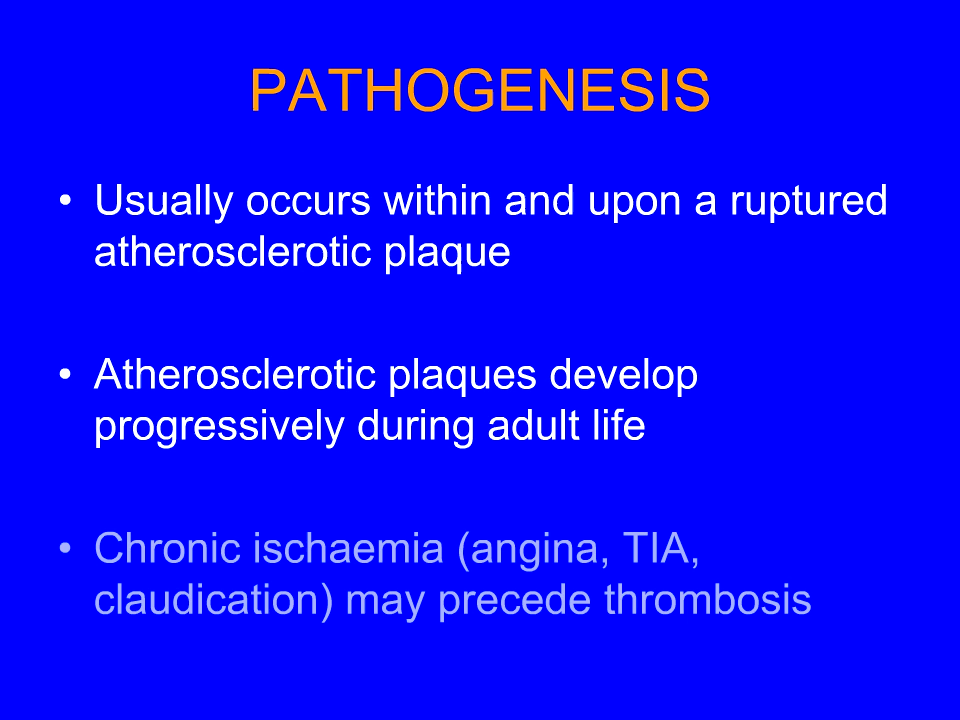 PATHOGENESIS
• Usually occurs within and upon a ruptured
atherosclerotic plaque
• Atherosclerotic plaques develop
progressively during adult life
• Chronic ischaemia (angina, TIA,
claudication) may precede thrombosis